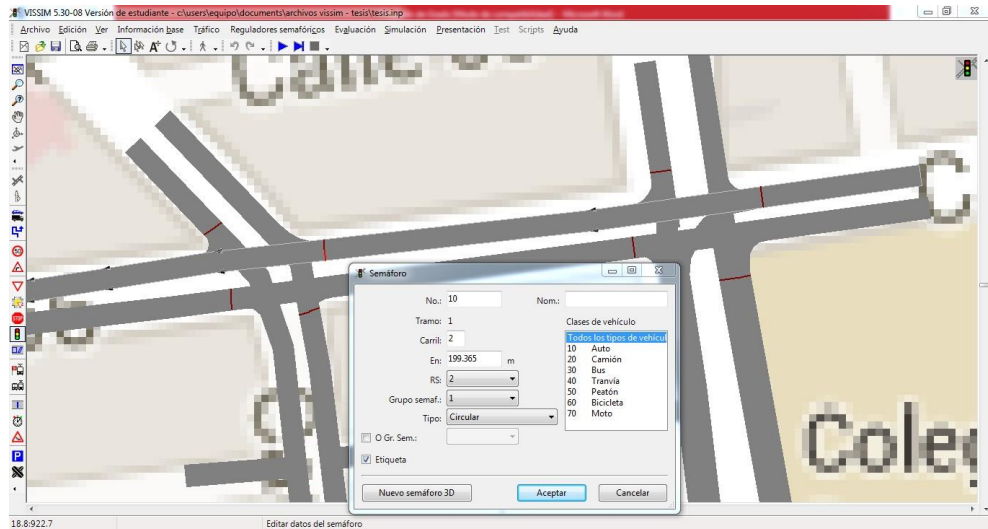 VISSIM 5.30-08 Versión de estudiante - c:\users\equipo\documents\archivos vissim - tesis\tesis.inp
Archivo Edición Ver Información base Tráfico Reguladores semafóricos Evaluación Simulación Presentación Test Scripts Ayuda
Calle
C
Semáforo
No.: 10 Nom.:
Tramo: 1 Clases de vehículo
Carril: 2 Todos los tipos de vehícul
En: 199.365 m
10 Auto
20 Camión
30 Bus
40 Tranvía
50 Peatón
60 Bicicleta
70 Moto
RS: 2
Grupo semaf.: 1
Tipo: Circular
O Gr. Sem.:
Etiqueta
Nuevo semáforo 3D Aceptar Cancelar
Coleg
18.8:922.7 Editar datos del semáforo